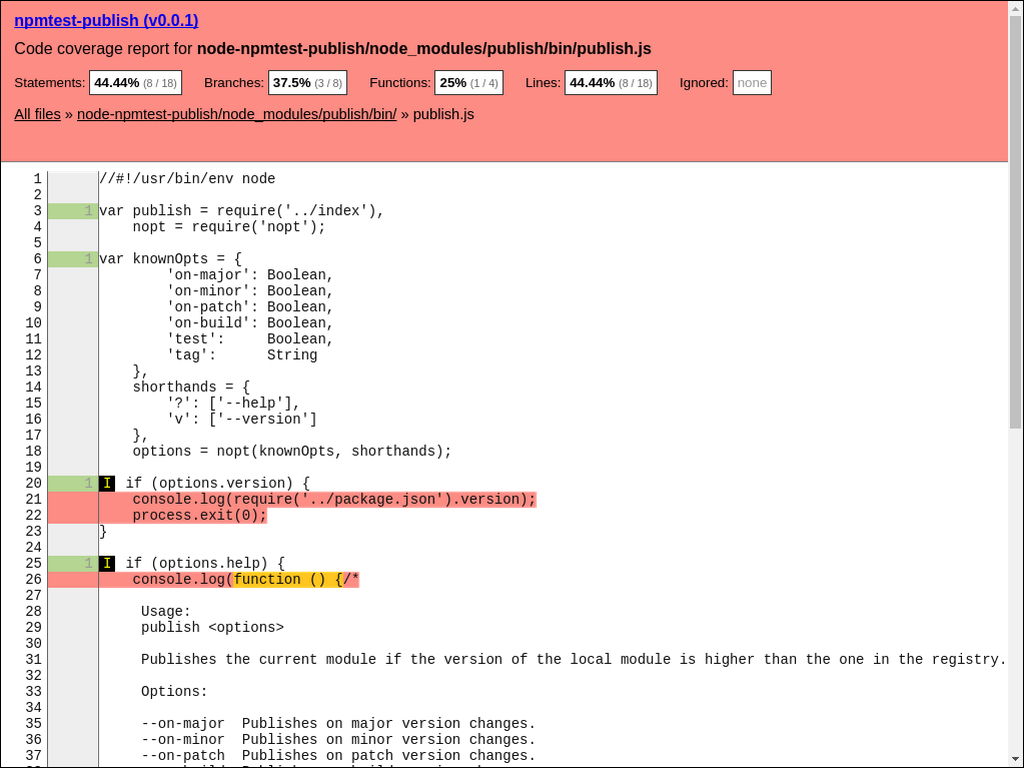 npmtest-publish (v0.0.1)
Code coverage report for node-npmtest-publish/node_modules/publish/bin/publish.js
Statements: 44.44% (8 / 18) Branches: 37.5% (3 / 8) Functions: 25% (1 / 4) Lines: 44.44% (8 / 18) Ignored: none
All files » node-npmtest-publish/node_modules/publish/bin/ » publish.js
1 //#!/usr/bin/env node
2
3 1 var publish = require('../index'),
4     nopt = require('nopt');
5
6 1 var knownOpts = {
7         'on-major': Boolean,
8         'on-minor': Boolean,
9         'on-patch': Boolean,
10         'on-build': Boolean,
11         'test':     Boolean,
12         'tag':      String
13     },
14     shorthands = {
15         '?': ['--help'],
16         'v': ['--version']
17     },
18     options = nopt(knownOpts, shorthands);
19
20 1 I if (options.version) {
21     console.log(require('../package.json').version);
22     process.exit(0);
23 }
24
25 1 I if (options.help) {
26     console.log(function () {/*
27
28      Usage:
29      publish <options>
30
31      Publishes the current module if the version of the local module is higher than the one in the registry.
32
33      Options:
34
35      --on-major  Publishes on major version changes.
36      --on-minor  Publishes on minor version changes.
37      --on-patch  Publishes on patch version changes.